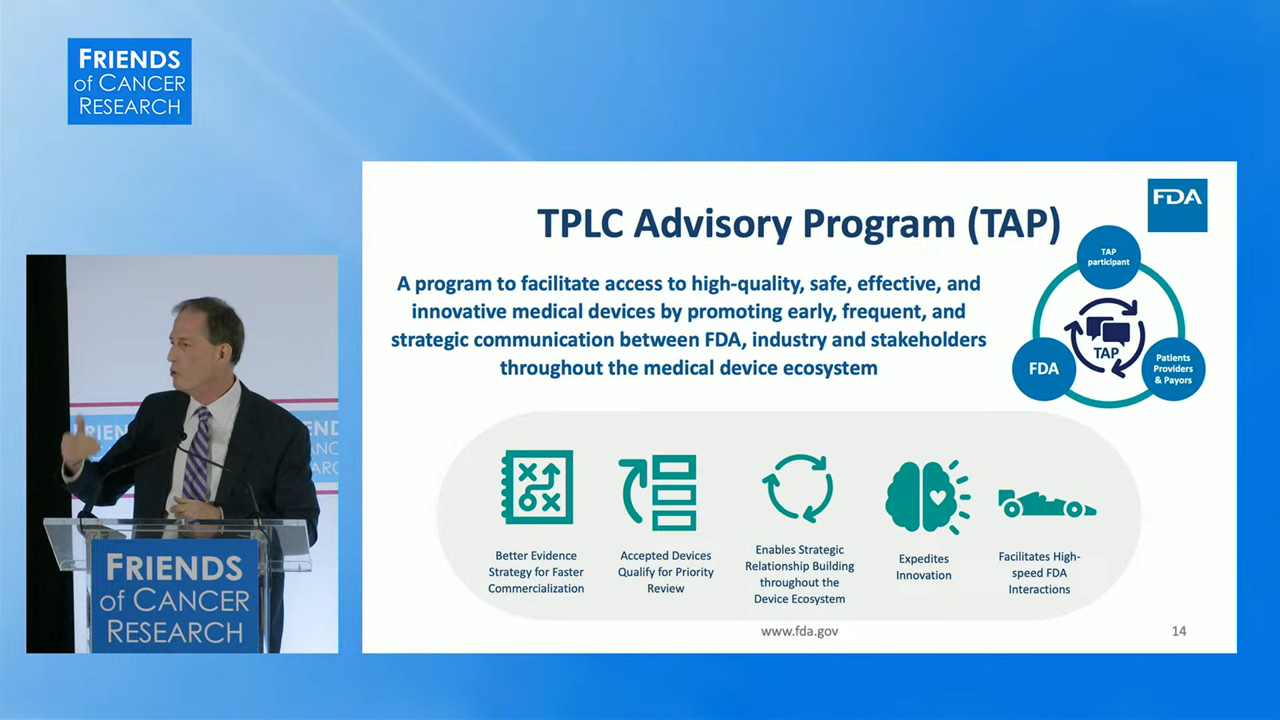 FRIENDS
of CANCER
RESEARCH
FDA
TPLC Advisory Program (TAP)
A program to facilitate access to high-quality, safe, effective, and
innovative medical devices by promoting early, frequent, and
strategic communication between FDA, industry and stakeholders
throughout the medical device ecosystem
TAP
participant
TAP
FDA
Patients
Providers
& Payors
Better Evidence
Strategy for Faster
Commercialization
Accepted Devices
Qualify for Priority
Review
Enables Strategic
Relationship Building
throughout the
Device Ecosystem
Expedites
Innovation
Facilitates High-
speed FDA
Interactions
www.fda.gov
14
FRIENDS
of CANCER
RESEARCH